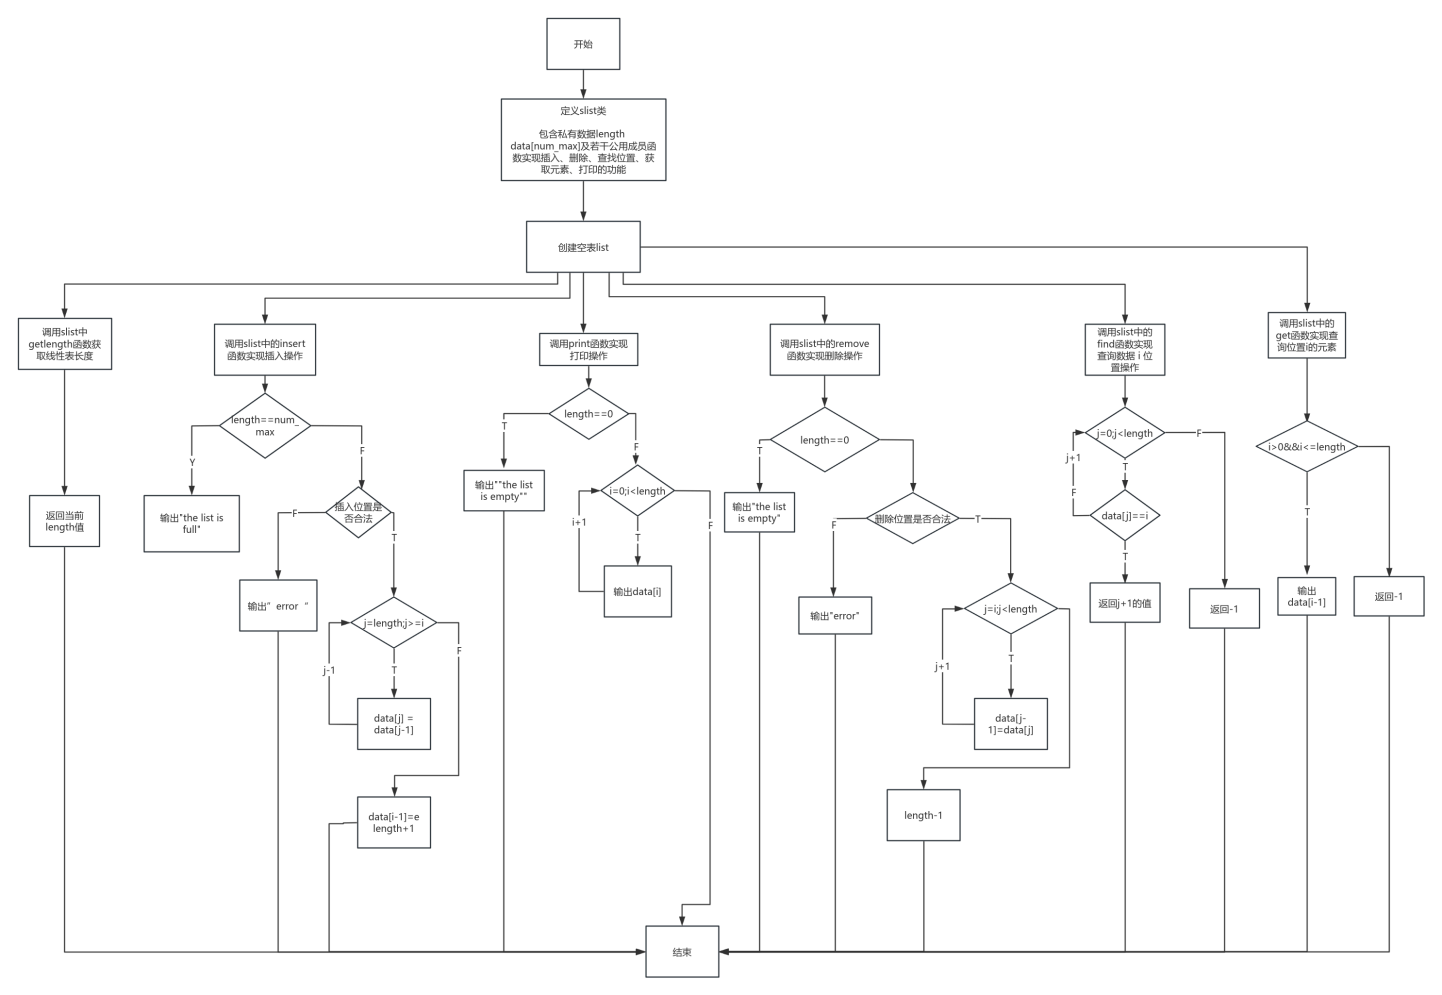 开始
定义slist类
包含私有数据length
data[num_max]及若干公用成员函
数实现插入、删除、查找位置、获
取元素、打印的功能
创建空表list
调用slist中
getlength函数获
取线性表长度
返回当前
length值
调用slist中的insert
函数实现插入操作
length==num_
max
Y
F
输出"the list is
full"
插入位置是
否合法
F
T
输出”error “
j=length;j>=i
j-1
T
F
data[j] =
data[j-1]
data[i-1]=e
length+1
调用print函数实现
打印操作
length==0
T
F
输出""the list
is empty""
i=0;i<length
i+1
T
F
输出data[i]
调用slist中的remove
函数实现删除操作
length==0
T
输出"the list
is empty"
删除位置是否合法
F
T
输出"error"
j=i;j<length
j+1
T
data[j-
1]=data[j]
length-1
调用slist中的
find函数实现
查询数据 i 位
置操作
j=0;j<length
F
j+1
T
F
data[j]==i
T
返回j+1的值
返回-1
调用slist中的
get函数实现查
询位置i的元素
i>0&&i<=length
T
输出
data[i-1]
返回-1
结束